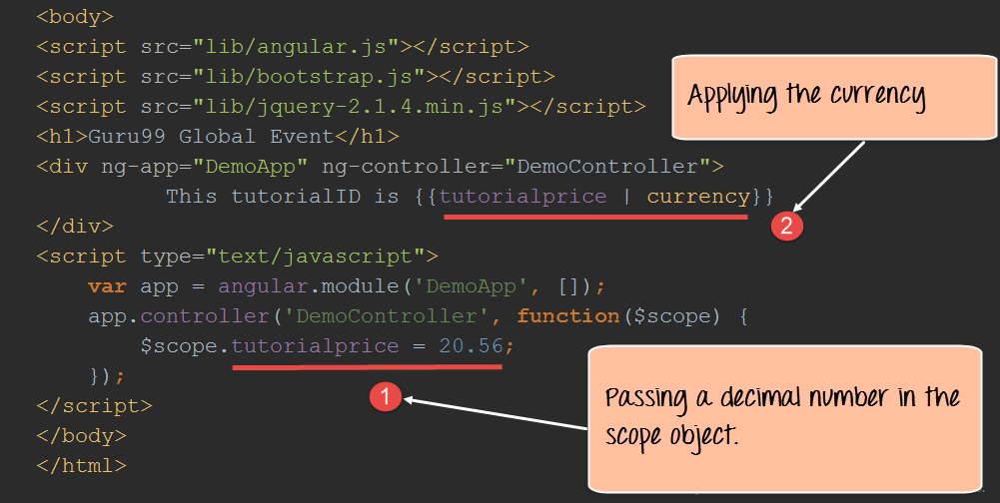 <body>
<script src="lib/angular.js"></script>
<script src="lib/bootstrap.js"></script>
<script src="lib/jquery-2.1.4.min.js"></script>
Applying the currency
<h1>Guru99 Global Event</h1>
<div ng-app="DemoApp" ng-controller="DemoController">
This tutorialID is {{tutorialprice | currency}}
2
</div>
<script type="text/javascript">
var app = angular.module('DemoApp', []);
app.controller('DemoController', function($scope) {
$scope.tutorialprice = 20.56;
});
1
Passing a decimal number in the
scope object.
</script>
</body>
</html>